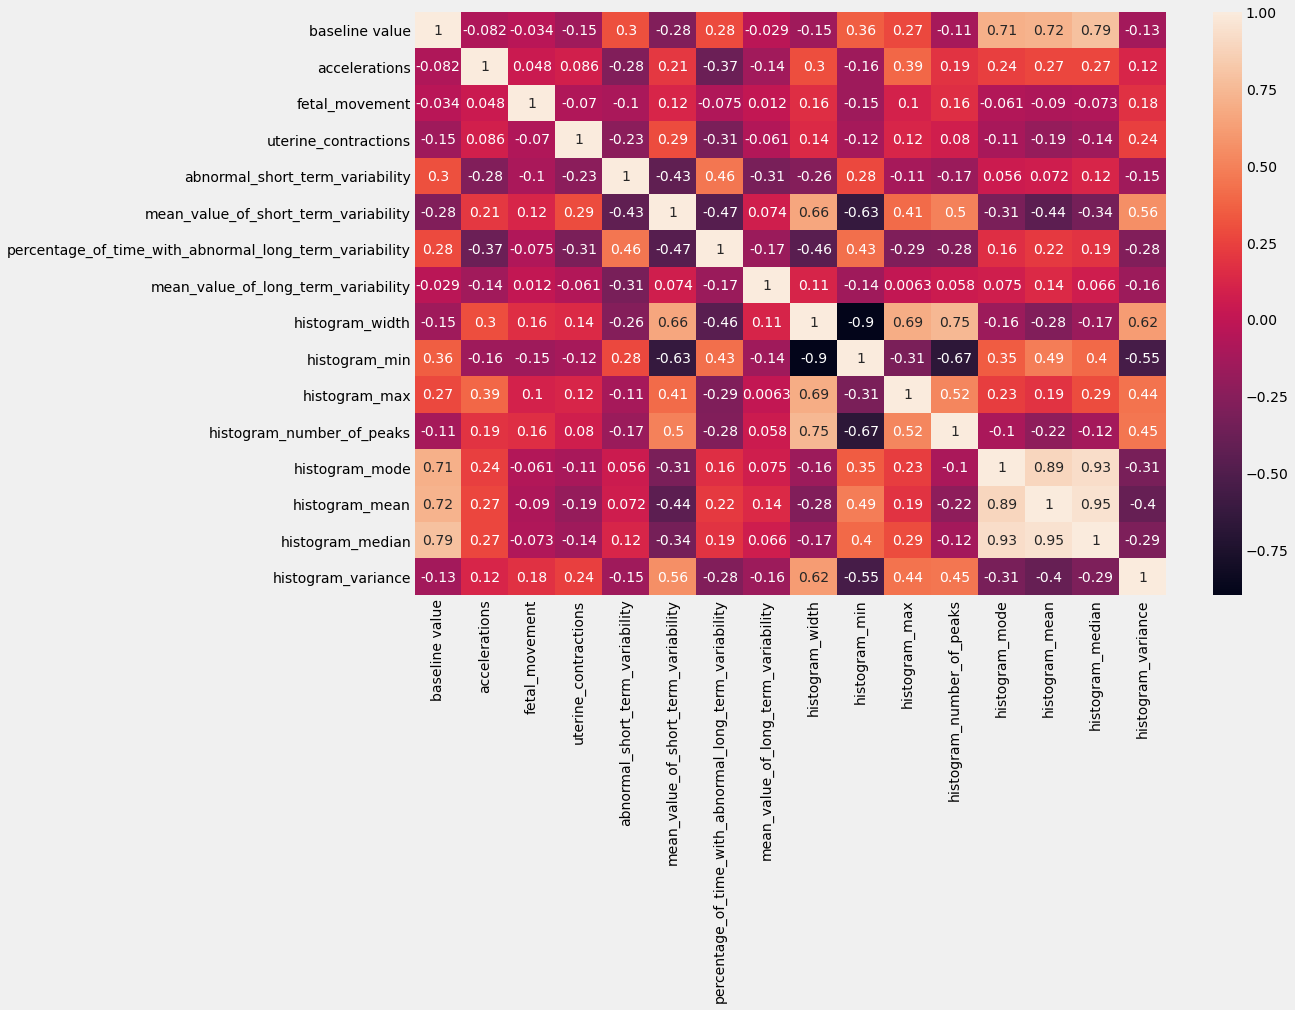 baseline value 1 -0.082 -0.034 -0.15 0.3 -0.28 0.28 -0.029 -0.15 0.36 0.27 -0.11 0.71 0.72 0.79 -0.13
accelerations -0.082 1 0.048 0.086 -0.28 0.21 -0.37 -0.14 0.3 -0.16 0.39 0.19 0.24 0.27 0.27 0.12
fetal_movement -0.034 0.048 1 -0.07 -0.1 0.12 -0.075 0.012 0.16 -0.15 0.1 0.16 -0.061 -0.09 -0.073 0.18
uterine_contractions -0.15 0.086 -0.07 1 -0.23 0.29 -0.31 -0.061 0.14 -0.12 0.12 0.08 -0.11 -0.19 -0.14 0.24
abnormal_short_term_variability 0.3 -0.28 -0.1 -0.23 1 -0.43 0.46 -0.31 -0.26 0.28 -0.11 -0.17 0.056 0.072 0.12 -0.15
mean_value_of_short_term_variability -0.28 0.21 0.12 0.29 -0.43 1 -0.47 0.074 0.66 -0.63 0.41 0.5 -0.31 -0.44 -0.34 0.56
percentage_of_time_with_abnormal_long_term_variability 0.28 -0.37 -0.075 -0.31 0.46 -0.47 1 -0.17 -0.46 0.43 -0.29 -0.28 0.16 0.22 0.19 -0.28
mean_value_of_long_term_variability -0.029 -0.14 0.012 -0.061 -0.31 0.074 -0.17 1 0.11 -0.14 0.0063 0.058 0.075 0.14 0.066 -0.16
histogram_width -0.15 0.3 0.16 0.14 -0.26 0.66 -0.46 0.11 1 -0.9 0.69 0.75 -0.16 -0.28 -0.17 0.62
histogram_min 0.36 -0.16 -0.15 -0.12 0.28 -0.63 0.43 -0.14 -0.9 1 -0.31 -0.67 0.35 0.49 0.4 -0.55
histogram_max 0.27 0.39 0.1 0.12 -0.11 0.41 -0.29 0.0063 0.69 -0.31 1 0.52 0.23 0.19 0.29 0.44
histogram_number_of_peaks -0.11 0.19 0.16 0.08 -0.17 0.5 -0.28 0.058 0.75 -0.67 0.52 1 -0.1 -0.22 -0.12 0.45
histogram_mode 0.71 0.24 -0.061 -0.11 0.056 -0.31 0.16 0.075 -0.16 0.35 0.23 -0.1 1 0.89 0.93 -0.31
histogram_mean 0.72 0.27 -0.09 -0.19 0.072 -0.44 0.22 0.14 -0.28 0.49 0.19 -0.22 0.89 1 0.95 -0.4
histogram_median 0.79 0.27 -0.073 -0.14 0.12 -0.34 0.19 0.066 -0.17 0.4 0.29 -0.12 0.93 0.95 1 -0.29
histogram_variance -0.13 0.12 0.18 0.24 -0.15 0.56 -0.28 -0.16 0.62 -0.55 0.44 0.45 -0.31 -0.4 -0.29 1
baseline value
accelerations
fetal_movement
uterine_contractions
abnormal_short_term_variability
mean_value_of_short_term_variability
percentage_of_time_with_abnormal_long_term_variability
mean_value_of_long_term_variability
histogram_width
histogram_min
histogram_max
histogram_number_of_peaks
histogram_mode
histogram_mean
histogram_median
histogram_variance
1.00
0.75
0.50
0.25
0.00
−0.25
−0.50
−0.75